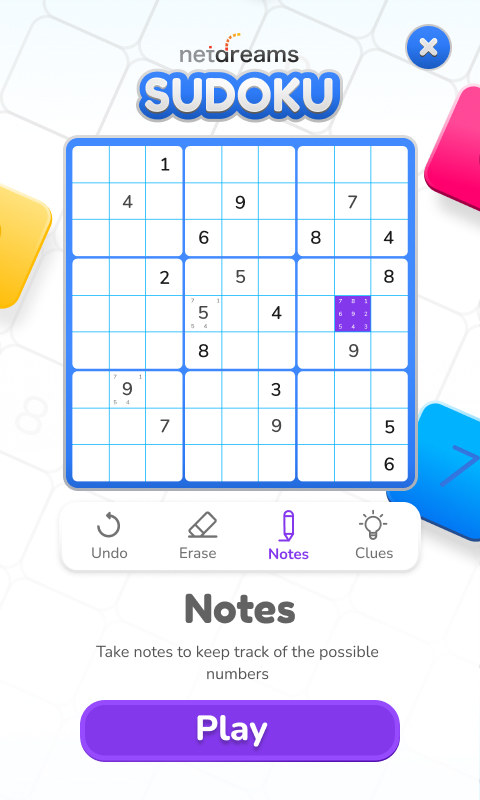 netdreams
SUDOKU
1
4 9 7
6 8 4
2 5 8
7 1 7 8 1
5 4 6 9 2
5 4 5 4 3
8 9
7 1
9 3
5 4
7 9 5
6
8
7
Undo Erase Notes Clues
Notes
Take notes to keep track of the possible
numbers
Play